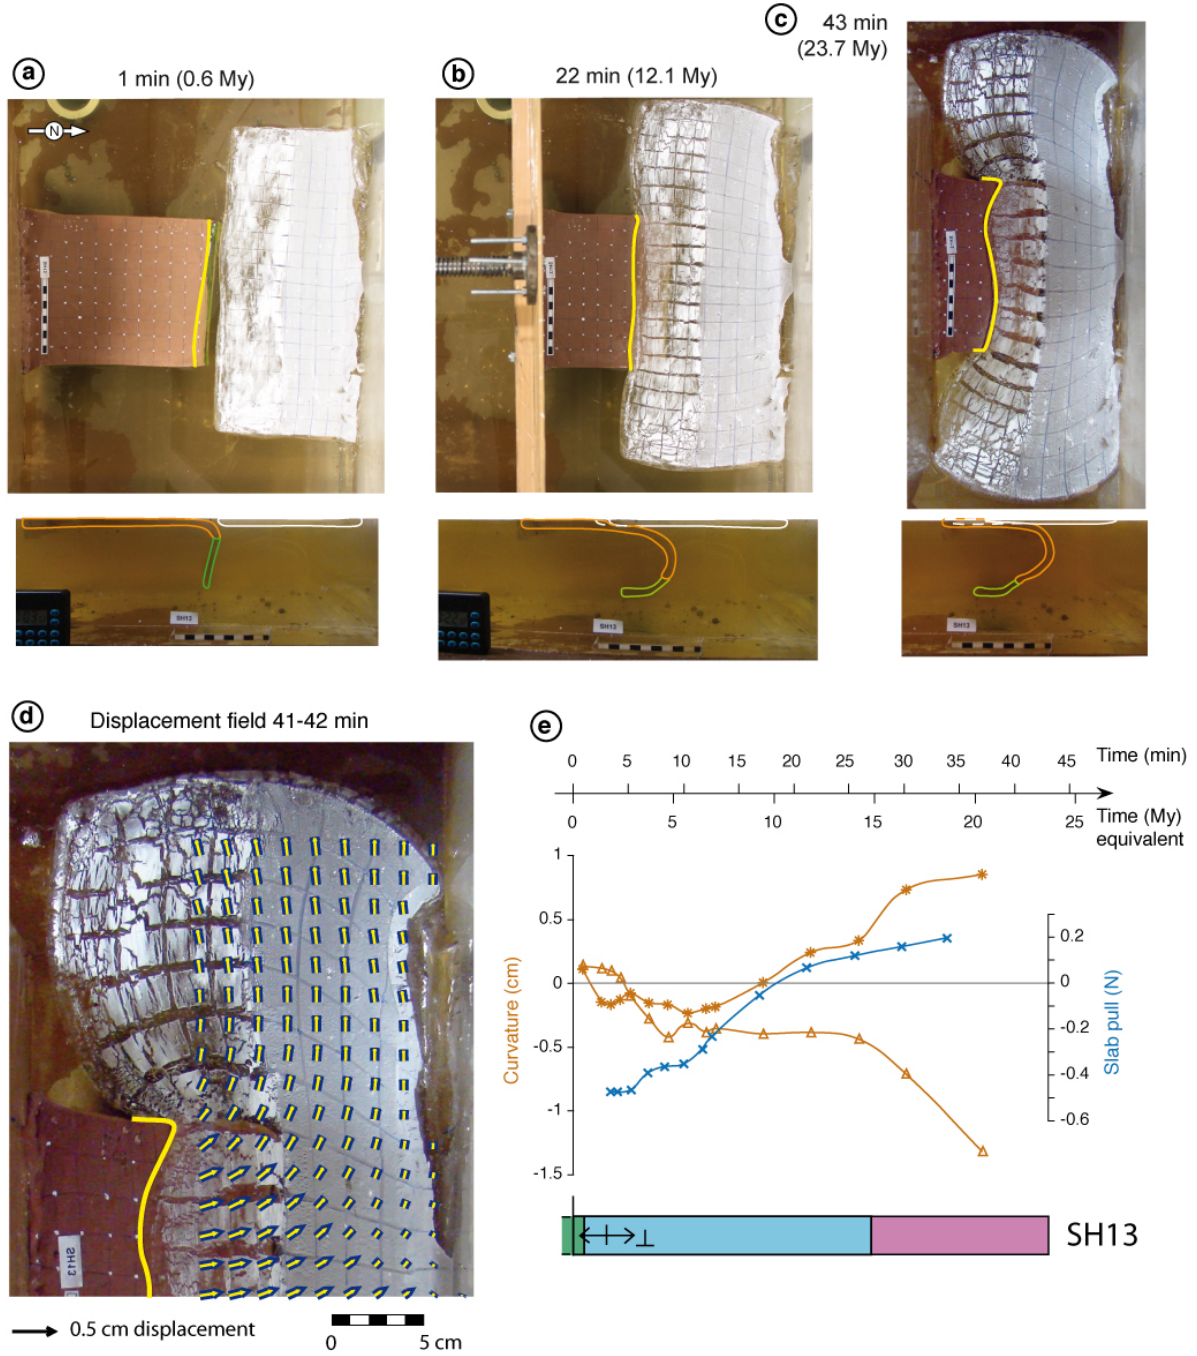 a
1 min (0.6 My)
N
b
22 min (12.1 My)
c
43 min
(23.7 My)
SH13
SH13
SH13
d
Displacement field 41-42 min
SH13
0.5 cm displacement
0
5 cm
e
0 5 10 15 20 25 30 35 40 45 Time (min)
0 5 10 15 20 25 Time (My)
equivalent
1
0.5
0
-0.5
-1
-1.5
Curvature (cm)
0.2
0
-0.2
-0.4
-0.6
Slab pull (N)
SH13